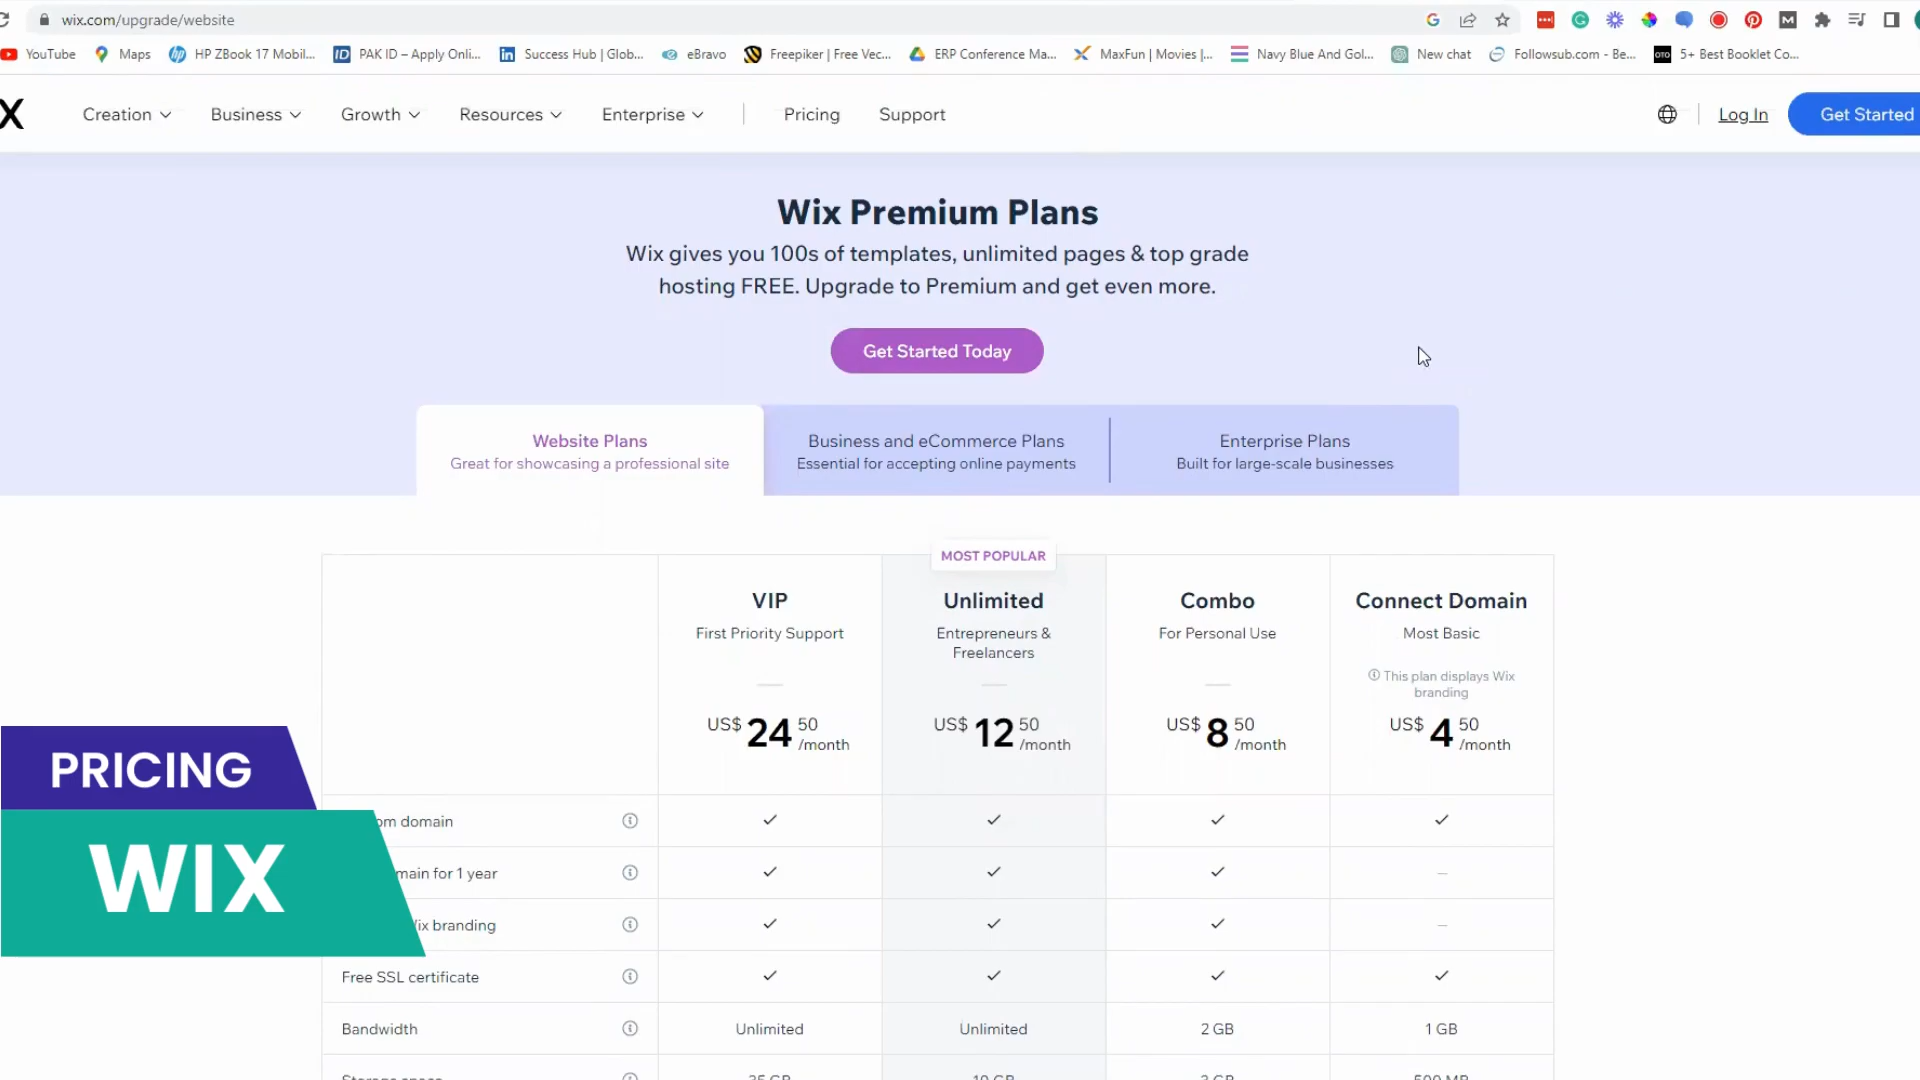 wix.com/upgrade/website
YouTube
Maps
HP ZBook 17 Mobil...
PAK ID – Apply Onli...
Success Hub | Glob...
eBravo
Freepiker | Free Vec...
ERP Conference Ma...
MaxFun | Movies |...
Navy Blue And Gol...
New chat
Followsub.com - Be...
5+ Best Booklet Co...
X
Creation
Business
Growth
Resources
Enterprise
Pricing
Support
Log In
Get Started
Wix Premium Plans
Wix gives you 100s of templates, unlimited pages & top grade
hosting FREE. Upgrade to Premium and get even more.
Get Started Today
Website Plans
Great for showcasing a professional site
Business and eCommerce Plans
Essential for accepting online payments
Enterprise Plans
Built for large-scale businesses
MOST POPULAR
VIP
First Priority Support
US$ 24 50 /month
Unlimited
Entrepreneurs &
Freelancers
US$ 12 50 /month
Combo
For Personal Use
US$ 8 50 /month
Connect Domain
Most Basic
This plan displays Wix
branding
US$ 4 50 /month
PRICING
WIX
om domain
main for 1 year
ix branding
Free SSL certificate
Bandwidth
Unlimited
Unlimited
2 GB
1 GB